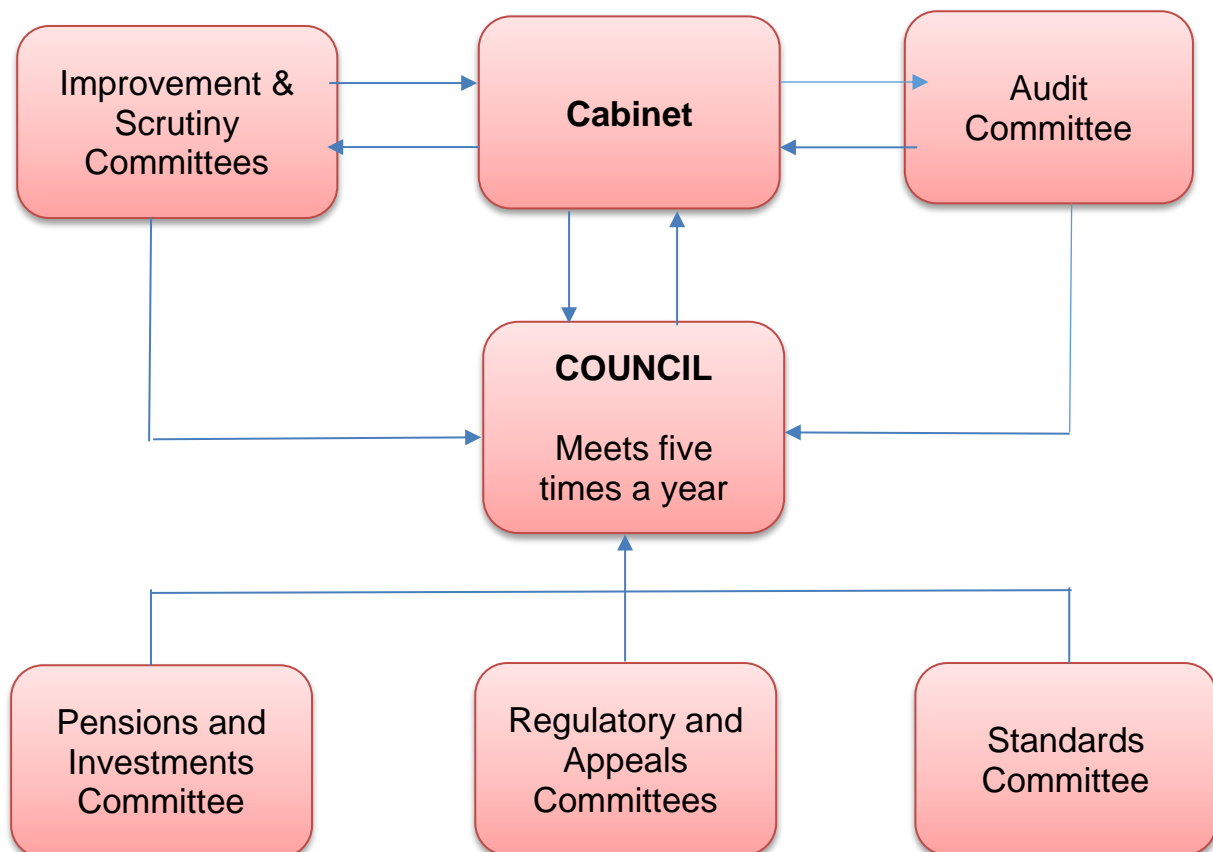 Improvement &
Scrutiny
Committees
Cabinet
Audit
Committee
COUNCIL
Meets five
times a year
Pensions and
Investments
Committee
Regulatory and
Appeals
Committees
Standards
Committee